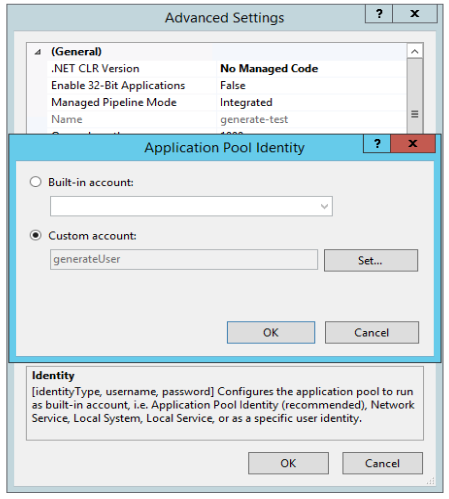 Advanced Settings
(General)
.NET CLR Version No Managed Code
Enable 32-Bit Applications False
Managed Pipeline Mode Integrated
Name generate-test
Application Pool Identity
Built-in account:
Custom account:
generateUser Set...
OK Cancel
Identity
[identityType, username, password] Configures the application pool to run
as built-in account, i.e. Application Pool Identity (recommended), Network
Service, Local System, Local Service, or as a specific user identity.
OK Cancel